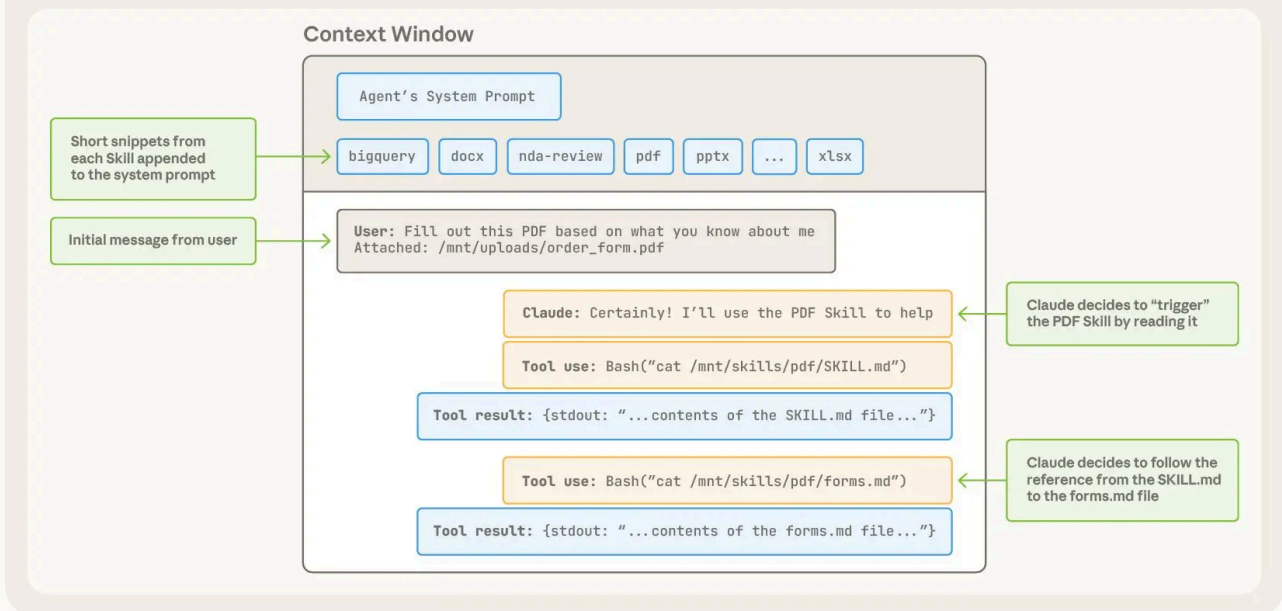 Context Window
Agent's System Prompt
Short snippets from
each Skill appended
to the system prompt
bigquery
docx
nda-review
pdf
pptx
...
xlsx
Initial message from user
User: Fill out this PDF based on what you know about me
Attached: /mnt/uploads/order_form.pdf
Claude: Certainly! I'll use the PDF Skill to help
Claude decides to “trigger”
the PDF Skill by reading it
Tool use: Bash(”cat /mnt/skills/pdf/SKILL.md”)
Tool result: {stdout: “...contents of the SKILL.md file...”}
Tool use: Bash(”cat /mnt/skills/pdf/forms.md”)
Claude decides to follow the
reference from the SKILL.md
to the forms.md file
Tool result: {stdout: “...contents of the forms.md file...”}